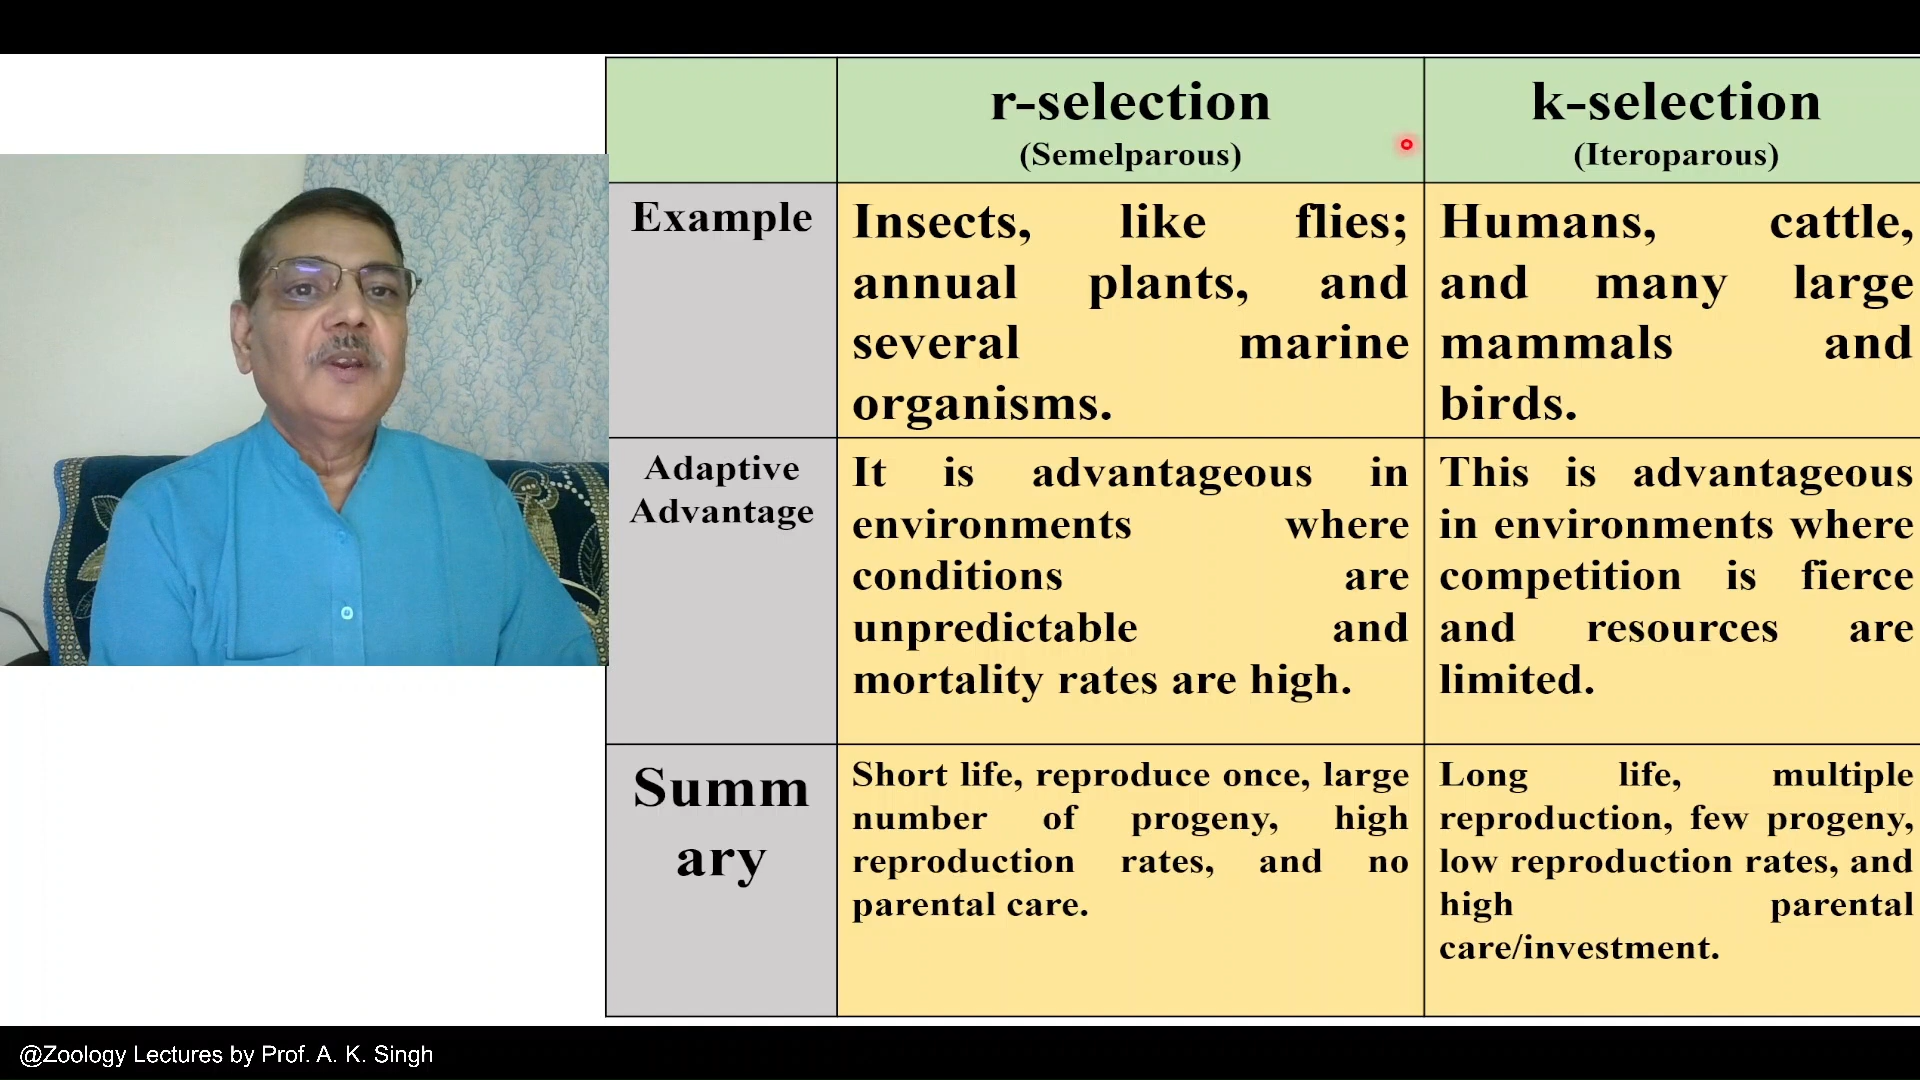 r-selection
(Semelparous)
k-selection
(Iteroparous)
Example
Insects, like flies;
annual plants, and
several marine
organisms.
Humans, cattle,
and many large
mammals and
birds.
Adaptive
Advantage
It is advantageous in
environments where
conditions are
unpredictable and
mortality rates are high.
This is advantageous
in environments where
competition is fierce
and resources are
limited.
Summ
ary
Short life, reproduce once, large
number of progeny, high
reproduction rates, and no
parental care.
Long life, multiple
reproduction, few progeny,
low reproduction rates, and
high parental
care/investment.
@Zoology Lectures by Prof. A. K. Singh